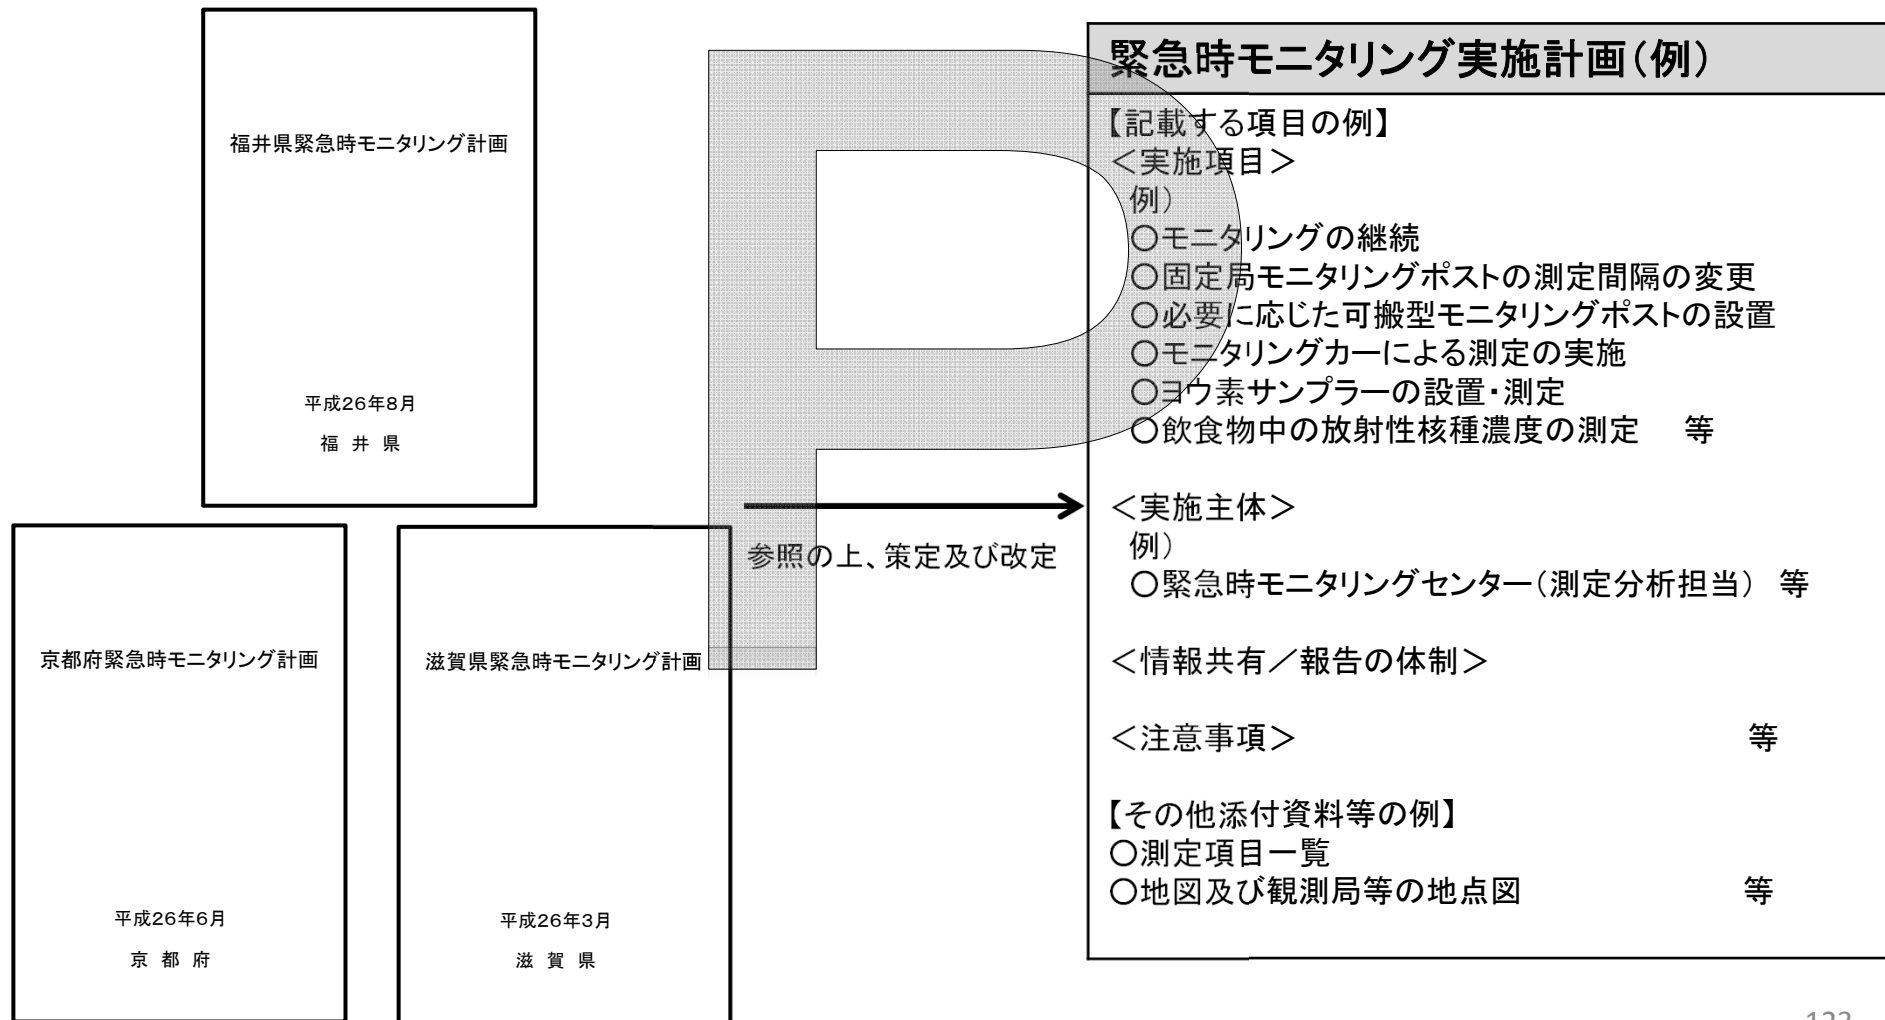 福井県緊急時モニタリング計画
平成26年8月
福 井 県
京都府緊急時モニタリング計画
平成26年6月
京 都 府
滋賀県緊急時モニタリング計画
平成26年3月
滋 賀 県
P
参照の上、策定及び改定
緊急時モニタリング実施計画(例)
【記載する項目の例】
<実施項目>
例)
○モニタリングの継続
○固定局モニタリングポストの測定間隔の変更
○必要に応じた可搬型モニタリングポストの設置
○モニタリングカーによる測定の実施
○ヨウ素サンプラーの設置・測定
○飲食物中の放射性核種濃度の測定 等
<実施主体>
例)
○緊急時モニタリングセンター(測定分析担当) 等
<情報共有/報告の体制>
<注意事項> 等
【その他添付資料等の例】
○測定項目一覧
○地図及び観測局等の地点図 等